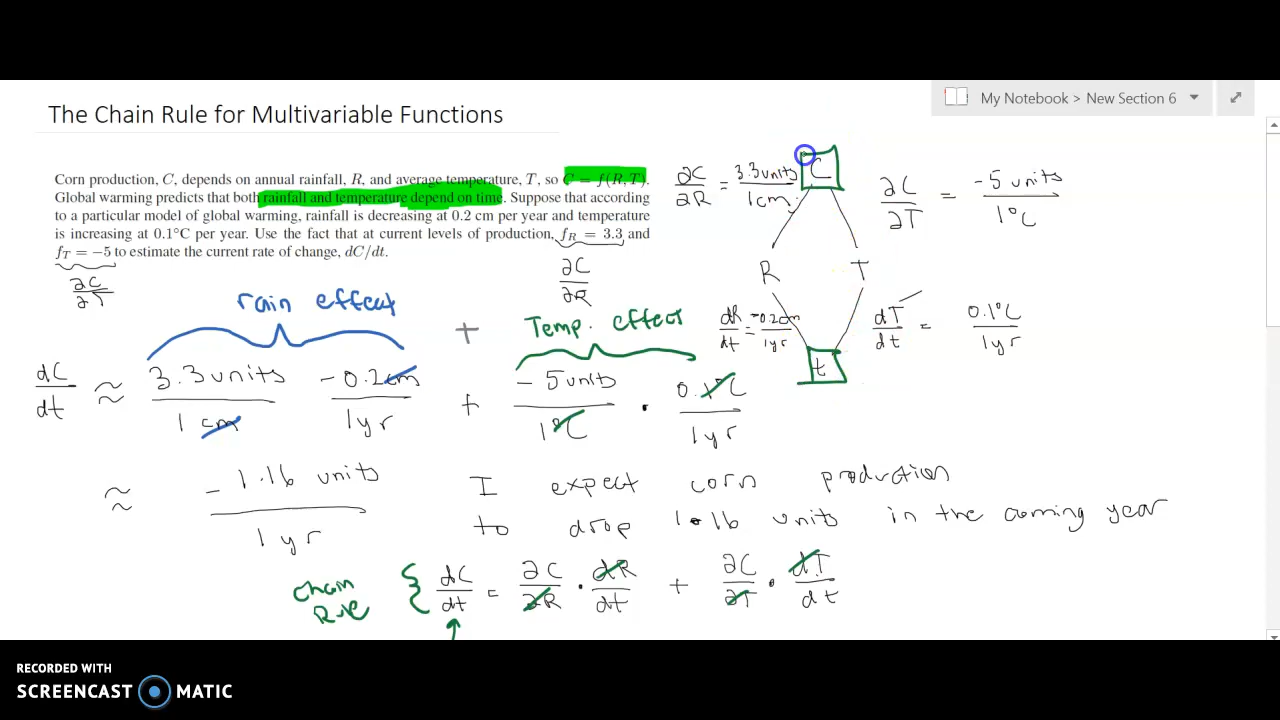 My Notebook > New Section 6
The Chain Rule for Multivariable Functions
Corn production, C, depends on annual rainfall, R, and average temperature, T, so C = f(R, T).
Global warming predicts that both rainfall and temperature depend on time. Suppose that according
to a particular model of global warming, rainfall is decreasing at 0.2 cm per year and temperature
is increasing at 0.1°C per year. Use the fact that at current levels of production, f_R = 3.3 and
f_T = −5 to estimate the current rate of change, dC/dt.
∂C/∂T
∂C/∂R
∂C/∂R = 3.3 units / 1 cm
C
∂C/∂T = -5 units / 1°C
R
T
dR/dt = -0.2cm / 1yr
dT/dt = 0.1°C / 1yr
t
rain effect + Temp. effect
dC/dt ≈ 3.3 units / 1 cm -0.2cm / 1yr + -5 units / 1°C · 0.1°C / 1yr
≈ -1.16 units / 1yr
I expect corn production
to drop 1.16 units in the coming year
Chain
Rule
{ dC/dt = ∂C/∂R · dR/dt + ∂C/∂T · dT/dt
RECORDED WITH
SCREENCAST MATIC